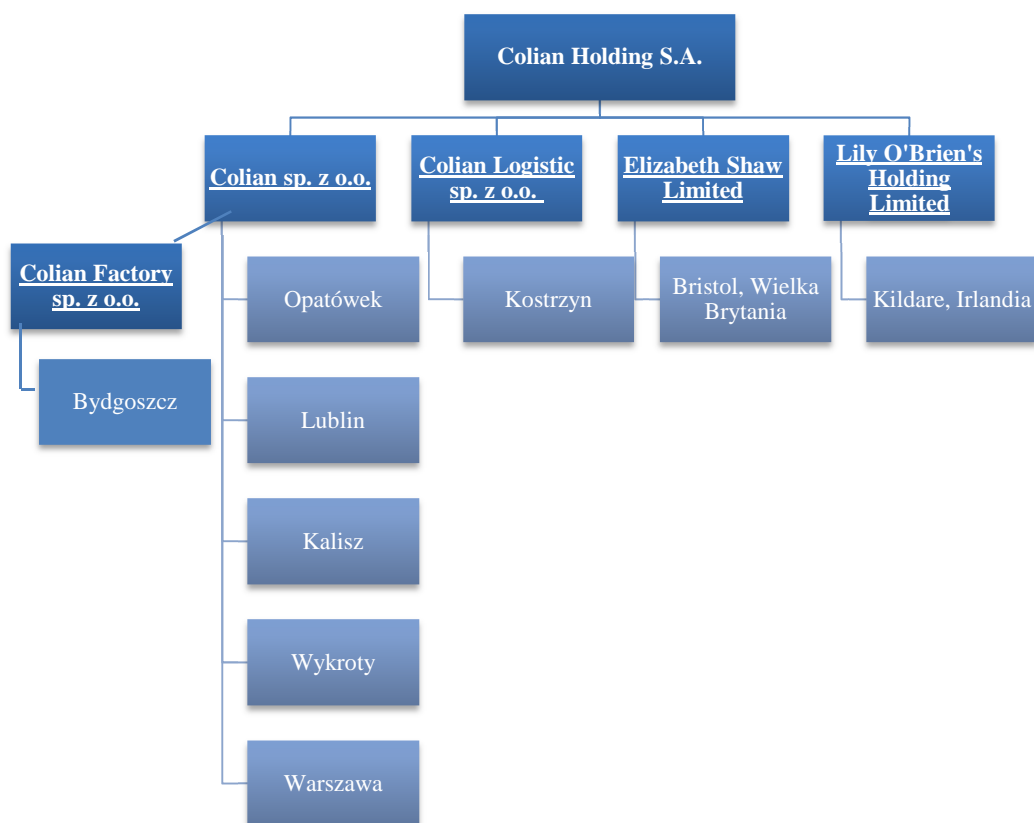 Colian Holding S.A.
Colian sp. z o.o.
Colian Logistic
sp. z o.o.
Elizabeth Shaw
Limited
Lily O'Brien's
Holding
Limited
Colian Factory
sp. z o.o.
Opatówek
Kostrzyn
Bristol, Wielka
Brytania
Kildare, Irlandia
Bydgoszcz
Lublin
Kalisz
Wykroty
Warszawa